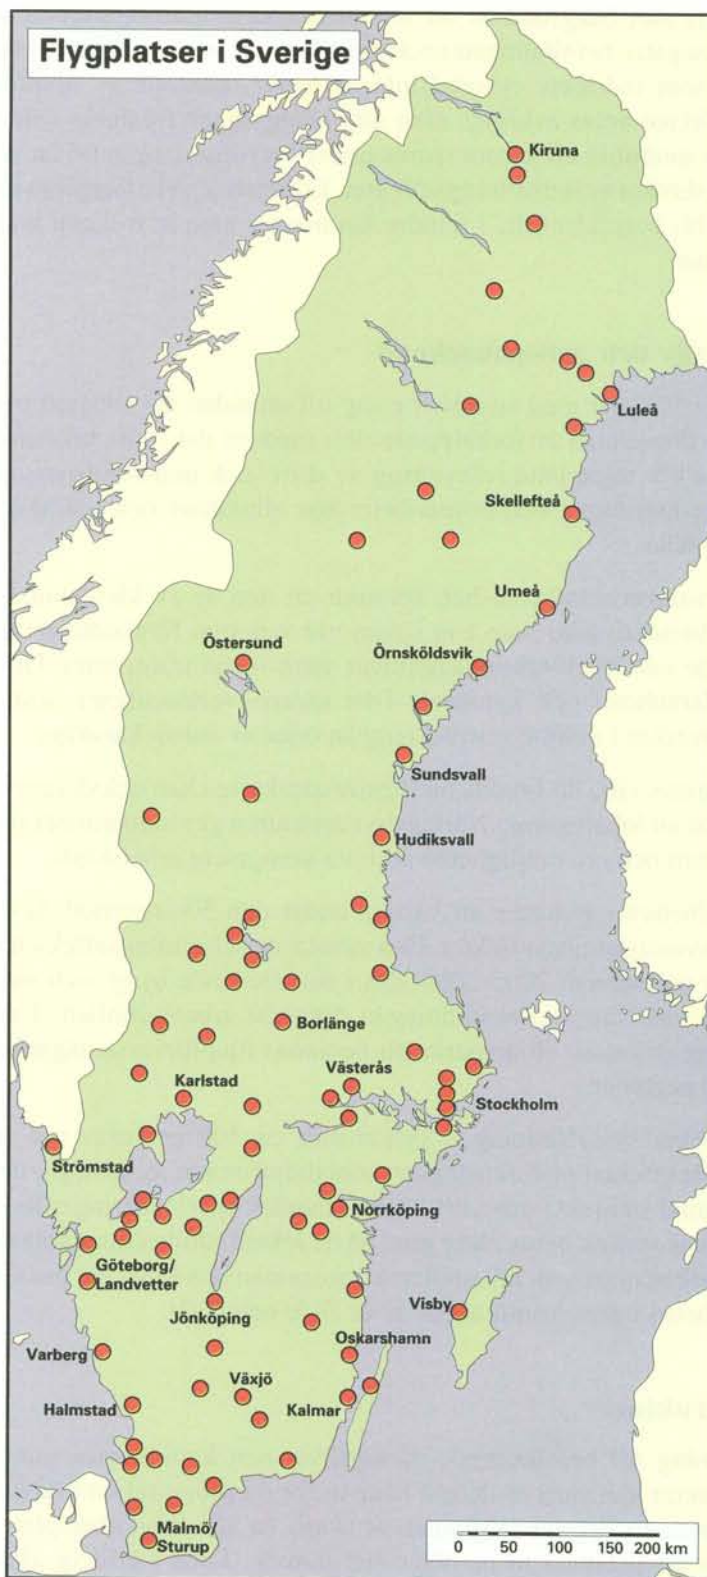 Flygplatser i Sverige
Kiruna
Luleå
Skellefteå
Umeå
Örnsköldsvik
Östersund
Sundsvall
Hudiksvall
Borlänge
Västerås
Karlstad
Stockholm
Strömstad
Norrköping
Göteborg/
Landvetter
Visby
Jönköping
Oskarshamn
Varberg
Växjö
Halmstad
Kalmar
Malmö/
Sturup
0 50 100 150 200 km